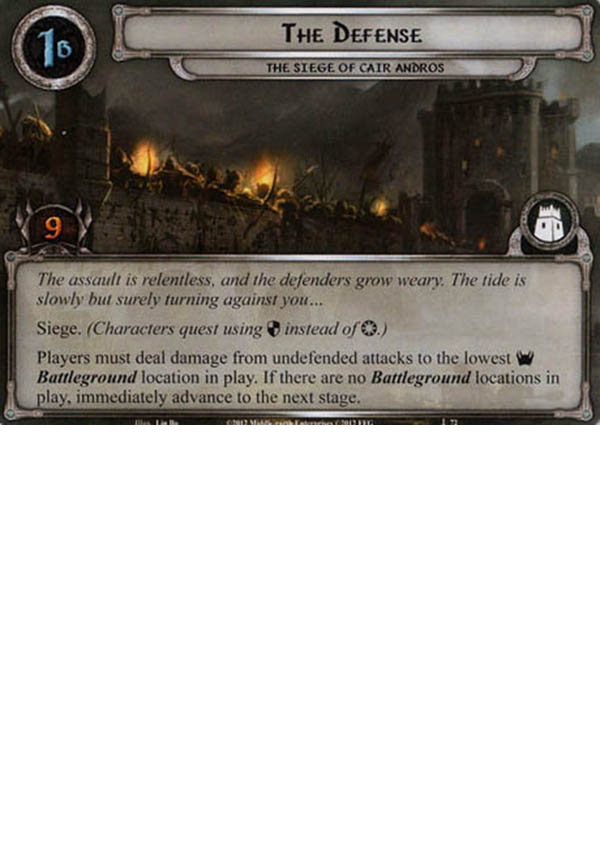 1B
THE DEFENSE
THE SIEGE OF CAIR ANDROS
9
The assault is relentless, and the defenders grow weary. The tide is
slowly but surely turning against you…
Siege. (Characters quest using instead of .)
Players must deal damage from undefended attacks to the lowest
Battleground location in play. If there are no Battleground locations in
play, immediately advance to the next stage.